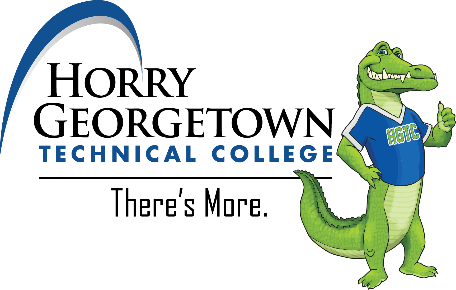 HORRY
GEORGETOWN
TECHNICAL COLLEGE
There's More.
HGTC